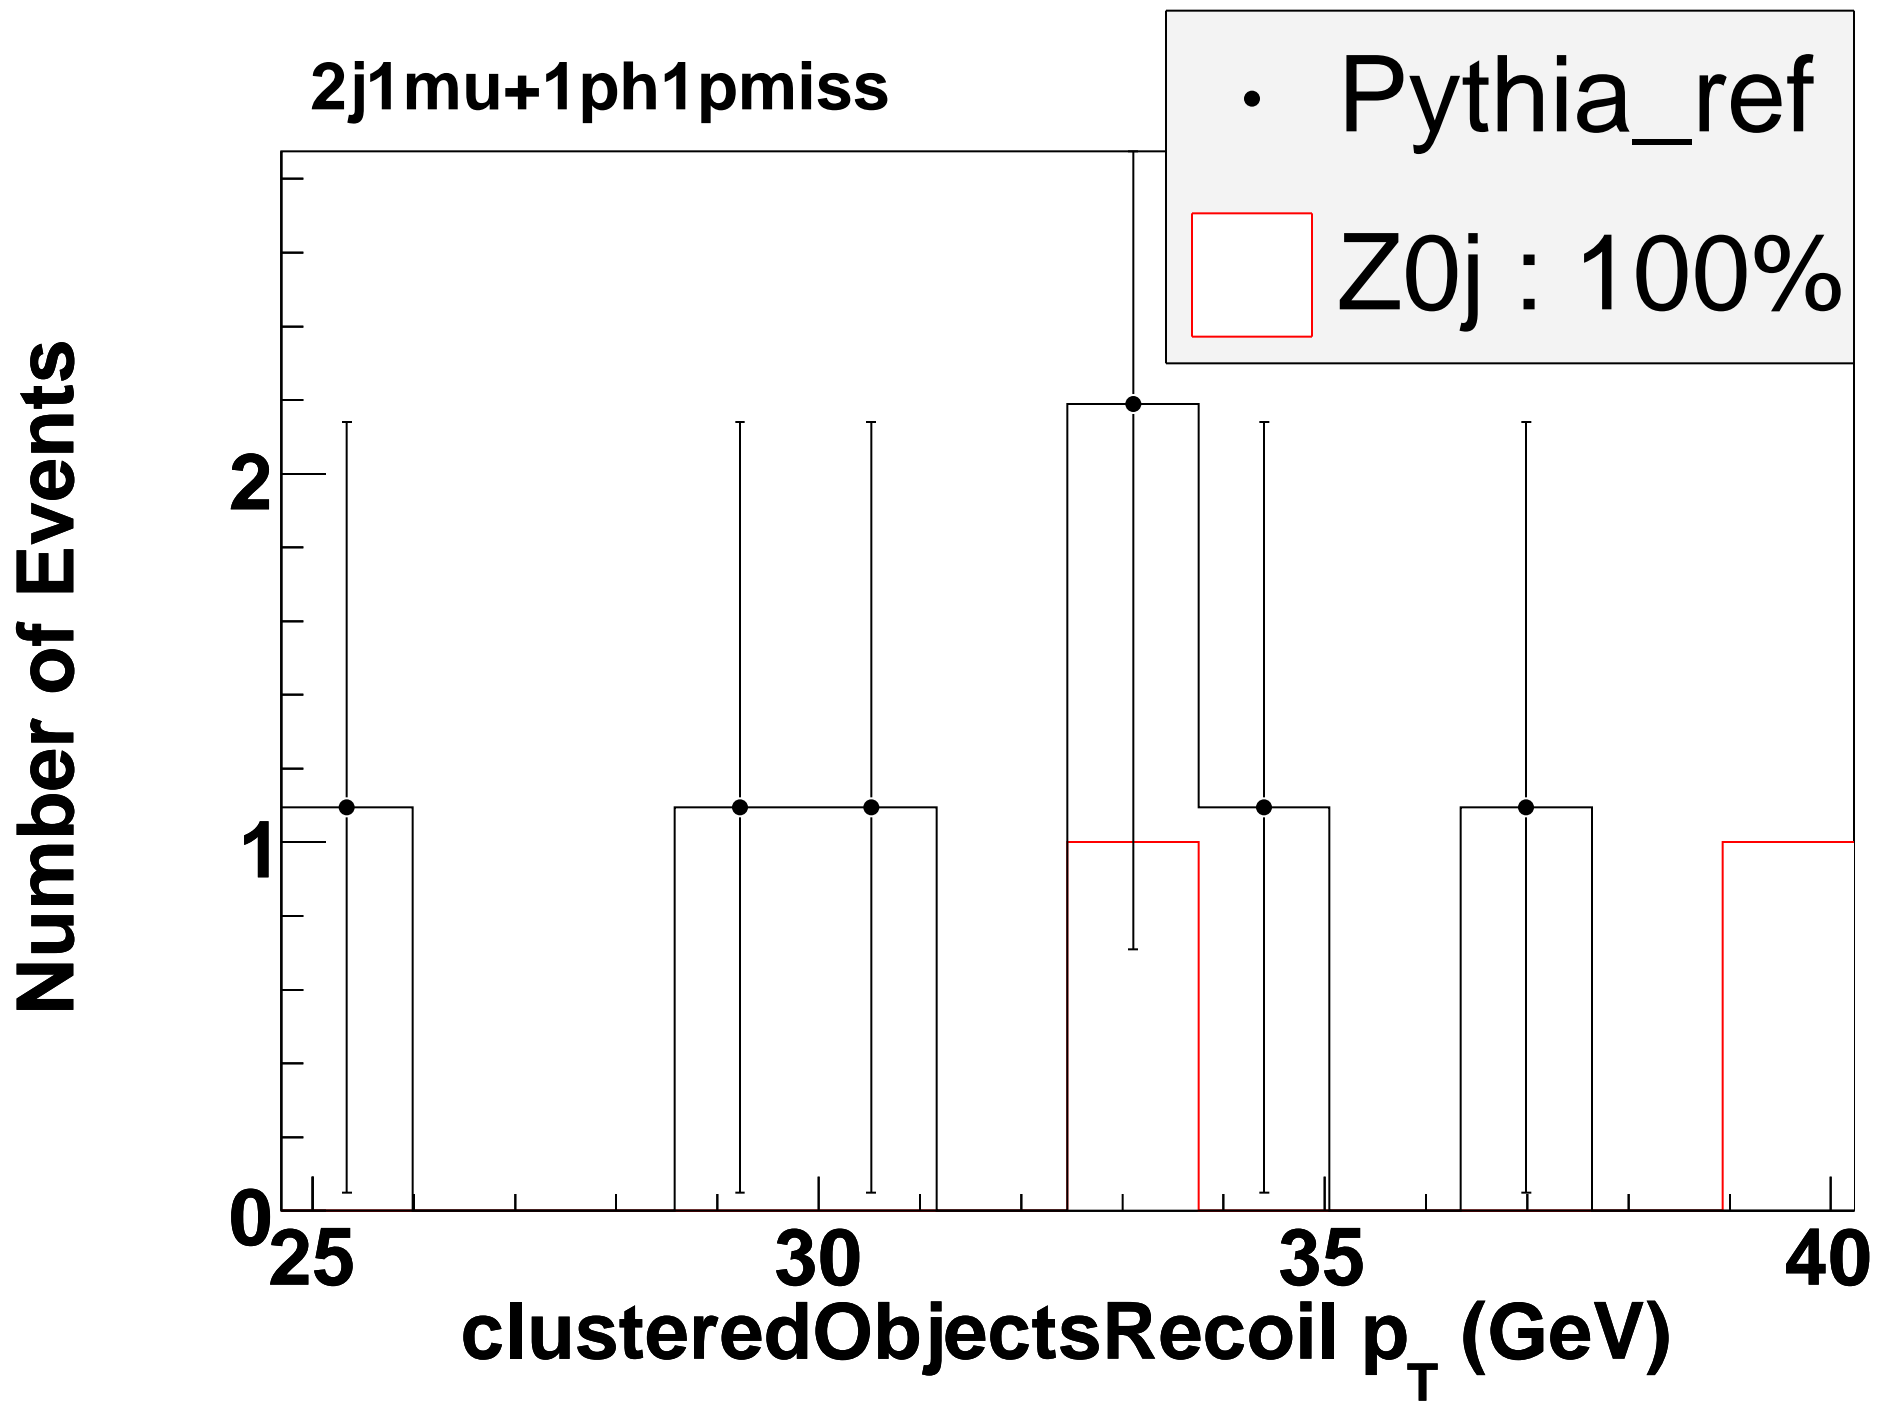 2j1mu+1ph1pmiss
Pythia_ref
Z0j : 100%
Number of Events
2
1
0
25 30 35 40
clusteredObjectsRecoil p_T (GeV)